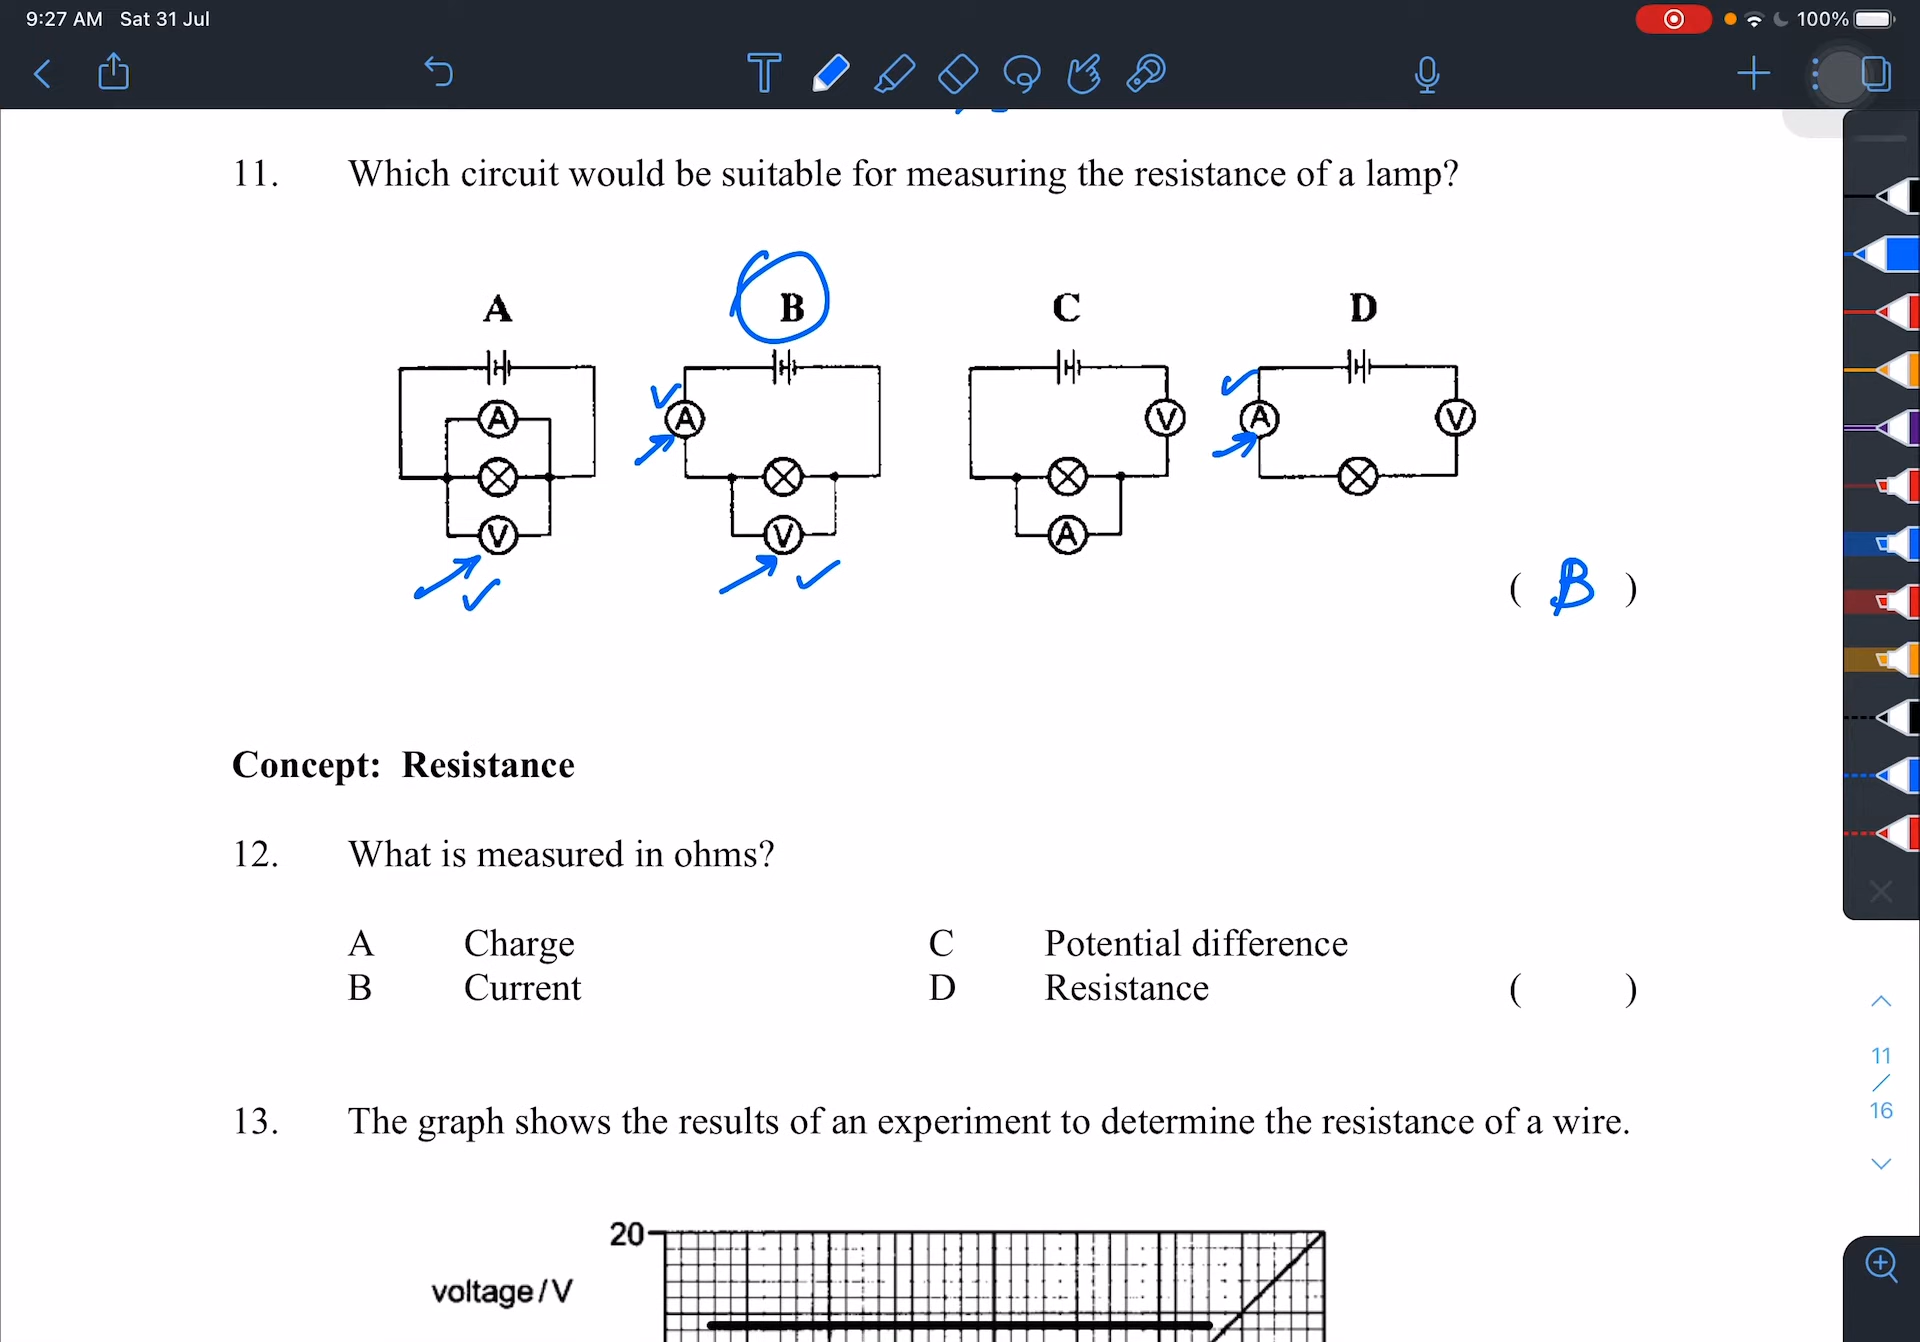 9:27 AM Sat 31 Jul
100%
11. Which circuit would be suitable for measuring the resistance of a lamp?
A B C D
A A V A V
V V A
( B )
Concept: Resistance
12. What is measured in ohms?
A Charge C Potential difference
B Current D Resistance ( )
13. The graph shows the results of an experiment to determine the resistance of a wire.
20
voltage/V
11
/
16